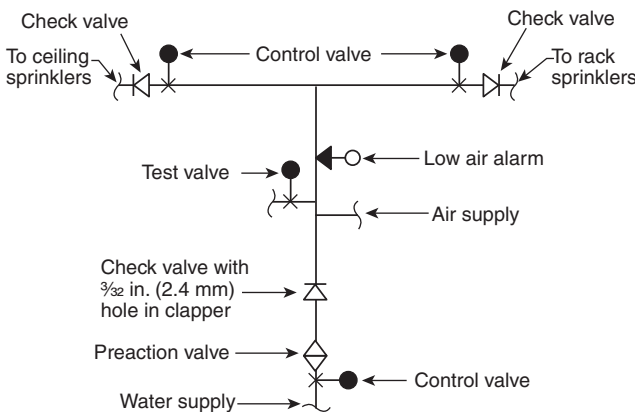 Check valve
Control valve
Check valve
To ceiling
sprinklers
To rack
sprinklers
Test valve
Low air alarm
Air supply
Check valve with
³⁄₃₂ in. (2.4 mm)
hole in clapper
Preaction valve
Control valve
Water supply